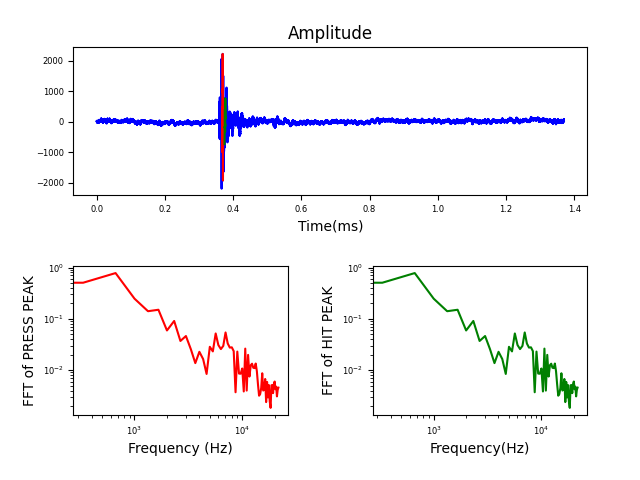 Amplitude
2000
1000
0
−1000
−2000
0.0 0.2 0.4 0.6 0.8 1.0 1.2 1.4
Time(ms)
FFT of PRESS PEAK
10⁰
10⁻¹
10⁻²
10³ 10⁴
Frequency (Hz)
FFT of HIT PEAK
10⁰
10⁻¹
10⁻²
10³ 10⁴
Frequency(Hz)